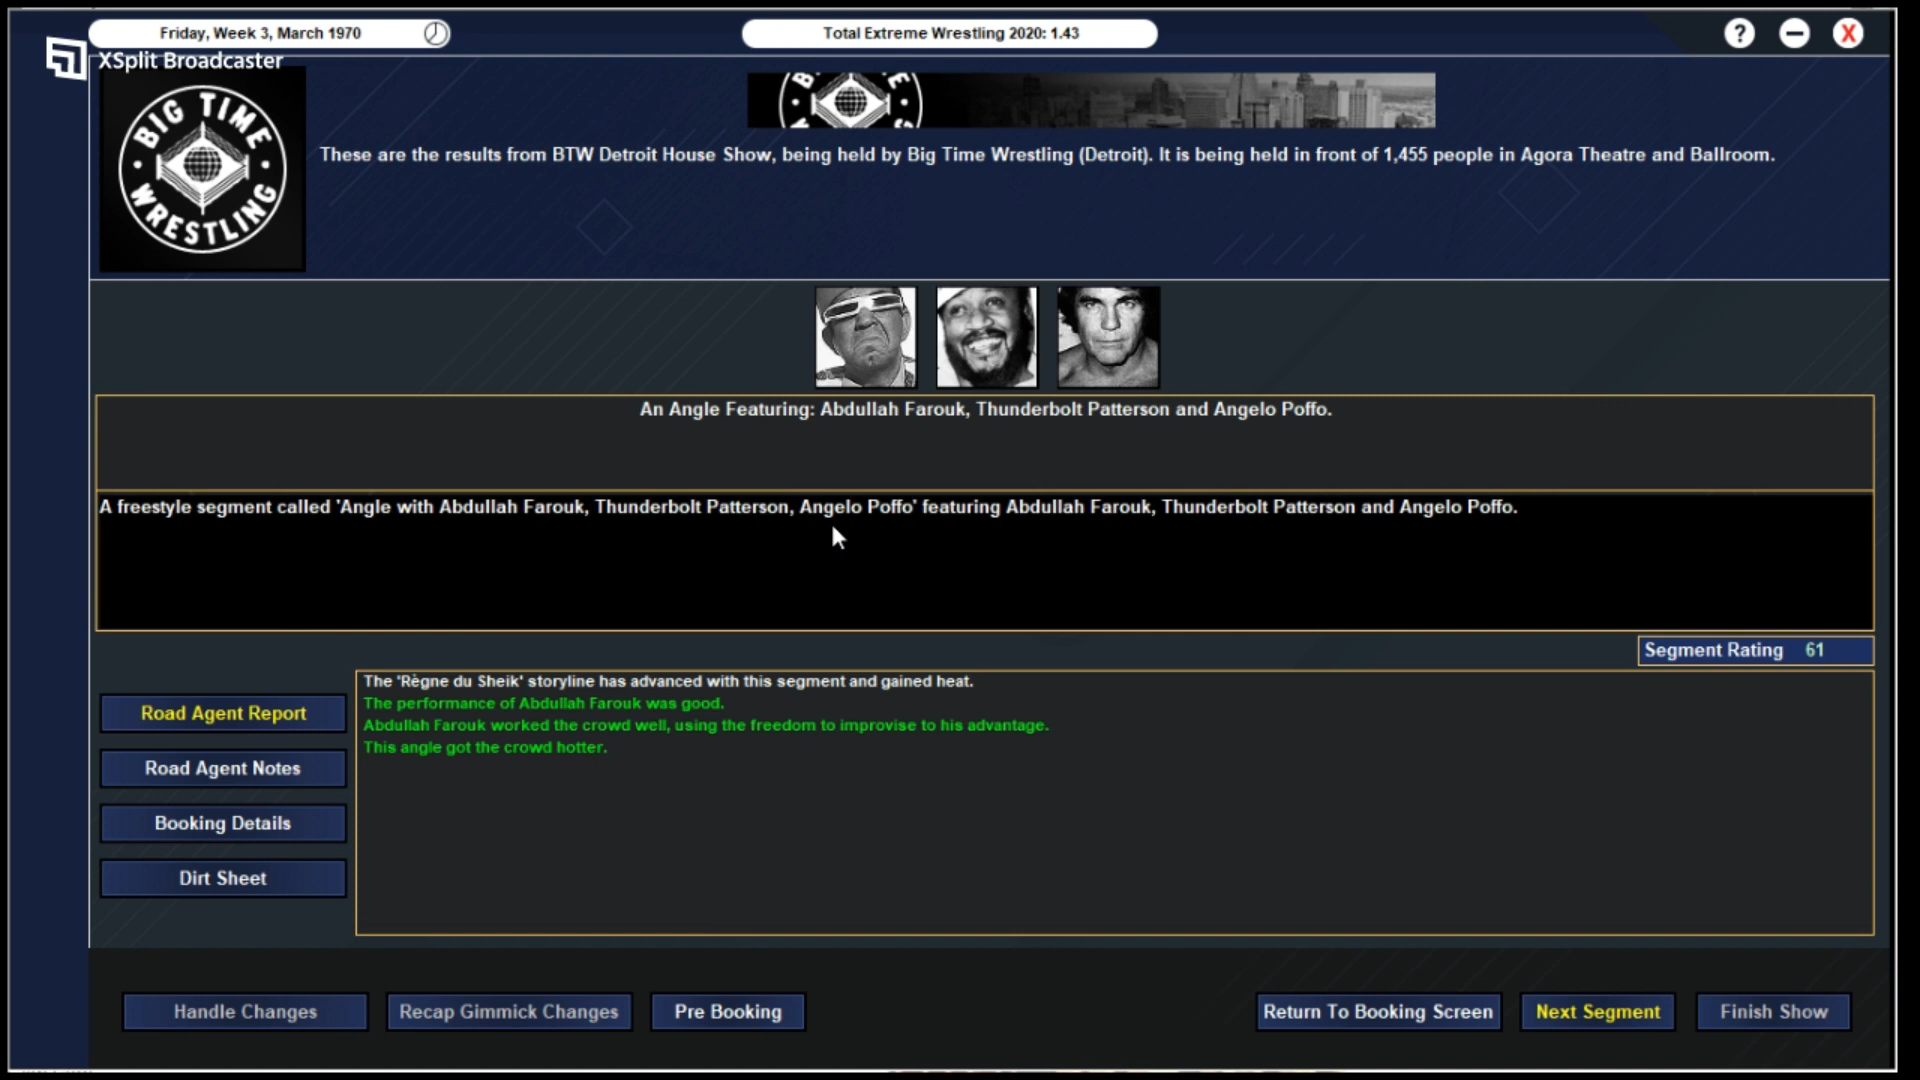 Friday, Week 3, March 1970
Total Extreme Wrestling 2020: 1.43
?
X
XSplit Broadcaster
BIG TIME
WRESTLING
These are the results from BTW Detroit House Show, being held by Big Time Wrestling (Detroit). It is being held in front of 1,455 people in Agora Theatre and Ballroom.
An Angle Featuring: Abdullah Farouk, Thunderbolt Patterson and Angelo Poffo.
A freestyle segment called 'Angle with Abdullah Farouk, Thunderbolt Patterson, Angelo Poffo' featuring Abdullah Farouk, Thunderbolt Patterson and Angelo Poffo.
Segment Rating 61
The 'Règne du Sheik' storyline has advanced with this segment and gained heat.
The performance of Abdullah Farouk was good.
Abdullah Farouk worked the crowd well, using the freedom to improvise to his advantage.
This angle got the crowd hotter.
Road Agent Report
Road Agent Notes
Booking Details
Dirt Sheet
Handle Changes
Recap Gimmick Changes
Pre Booking
Return To Booking Screen
Next Segment
Finish Show